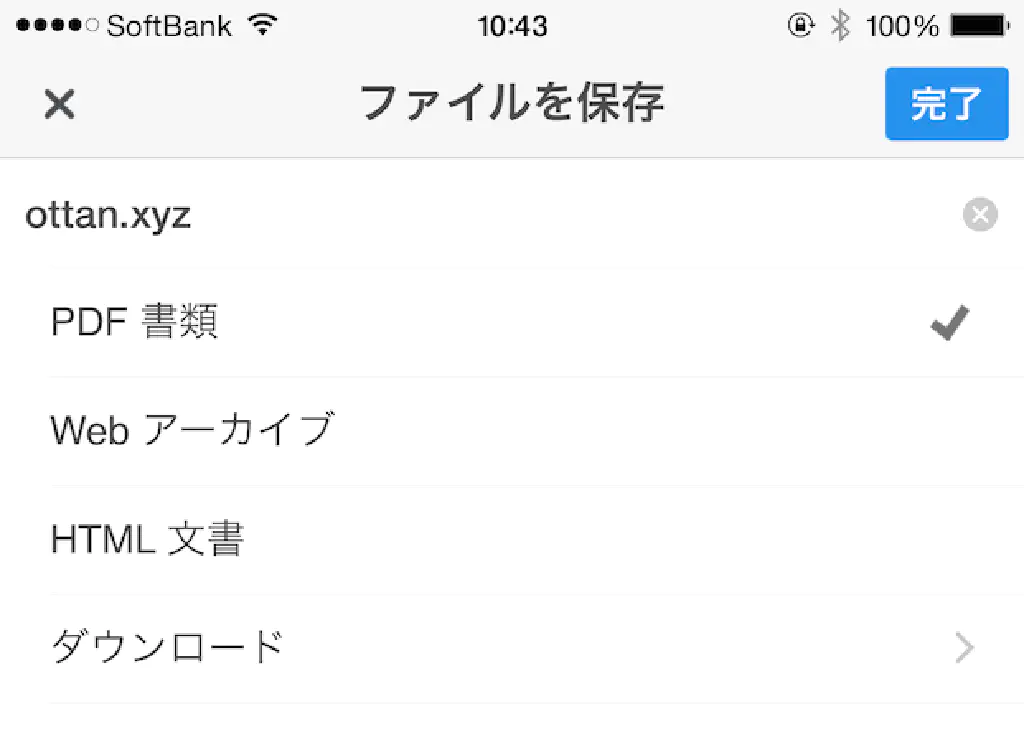 SoftBank 10:43 100%
ファイルを保存 完了
ottan.xyz
PDF 書類
Web アーカイブ
HTML 文書
ダウンロード